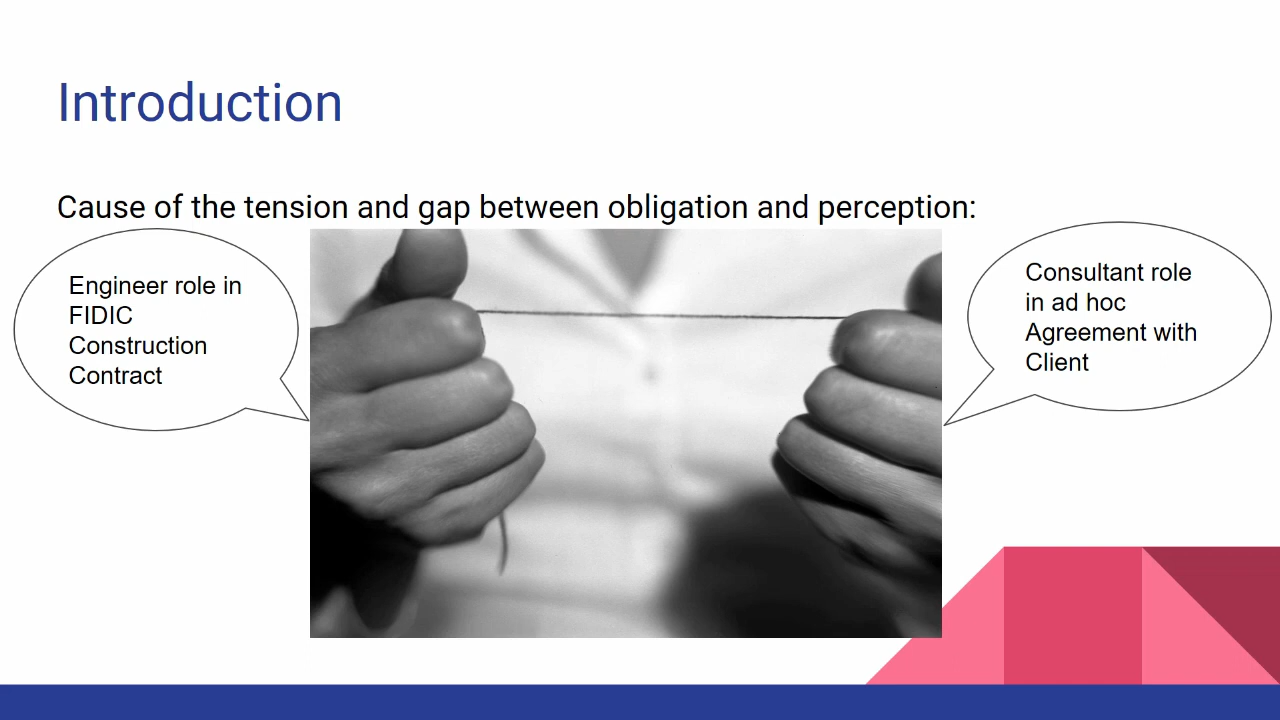 Introduction
Cause of the tension and gap between obligation and perception:
Engineer role in
FIDIC
Construction
Contract
Consultant role
in ad hoc
Agreement with
Client